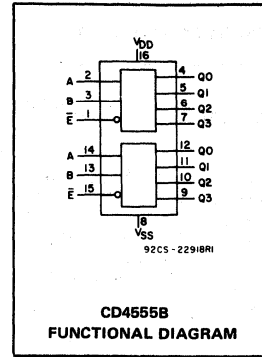 VDD
16
A 2 4 Q0
B 3 5 Q1
E̅ 1 6 Q2
7 Q3
A 14 12 Q0
B 13 11 Q1
E̅ 15 10 Q2
9 Q3
8
VSS
92CS-22918R1
CD4555B
FUNCTIONAL DIAGRAM